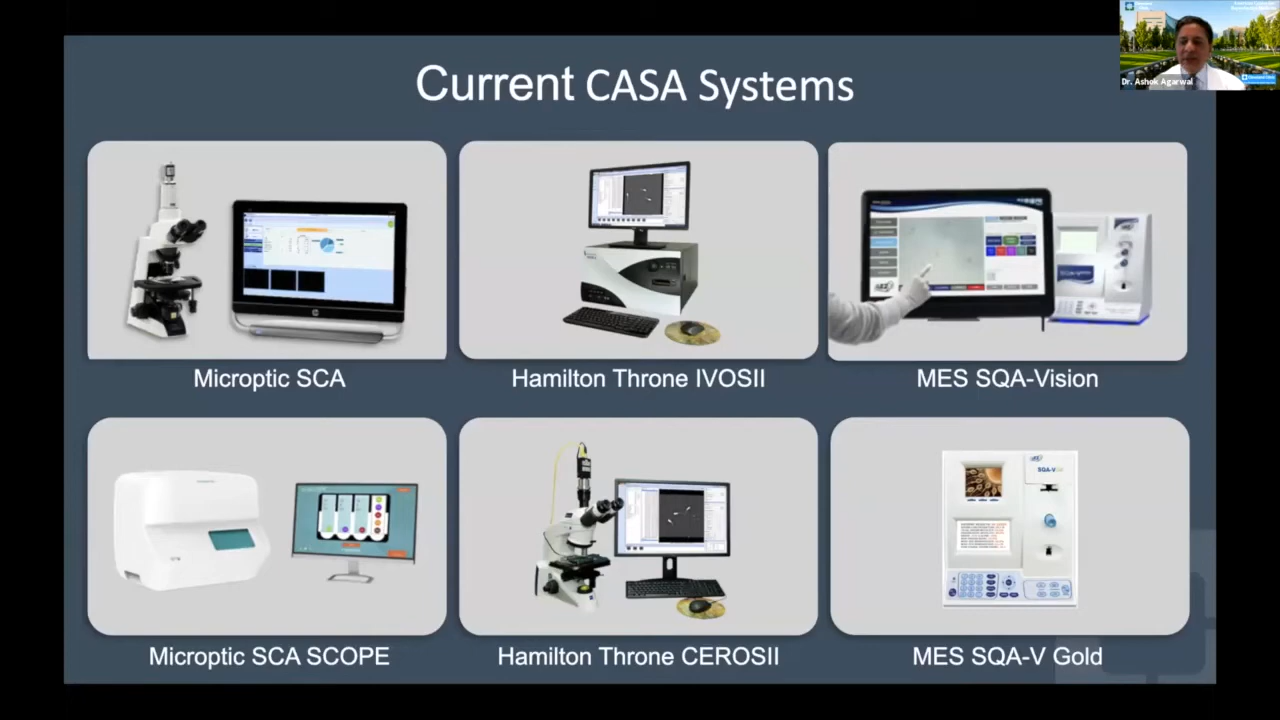 Current CASA Systems
Dr. Ashok Agarwal
Microptic SCA
Hamilton Throne IVOSII
MES SQA-Vision
SQA-V
Microptic SCA SCOPE
Hamilton Throne CEROSII
MES SQA-V Gold